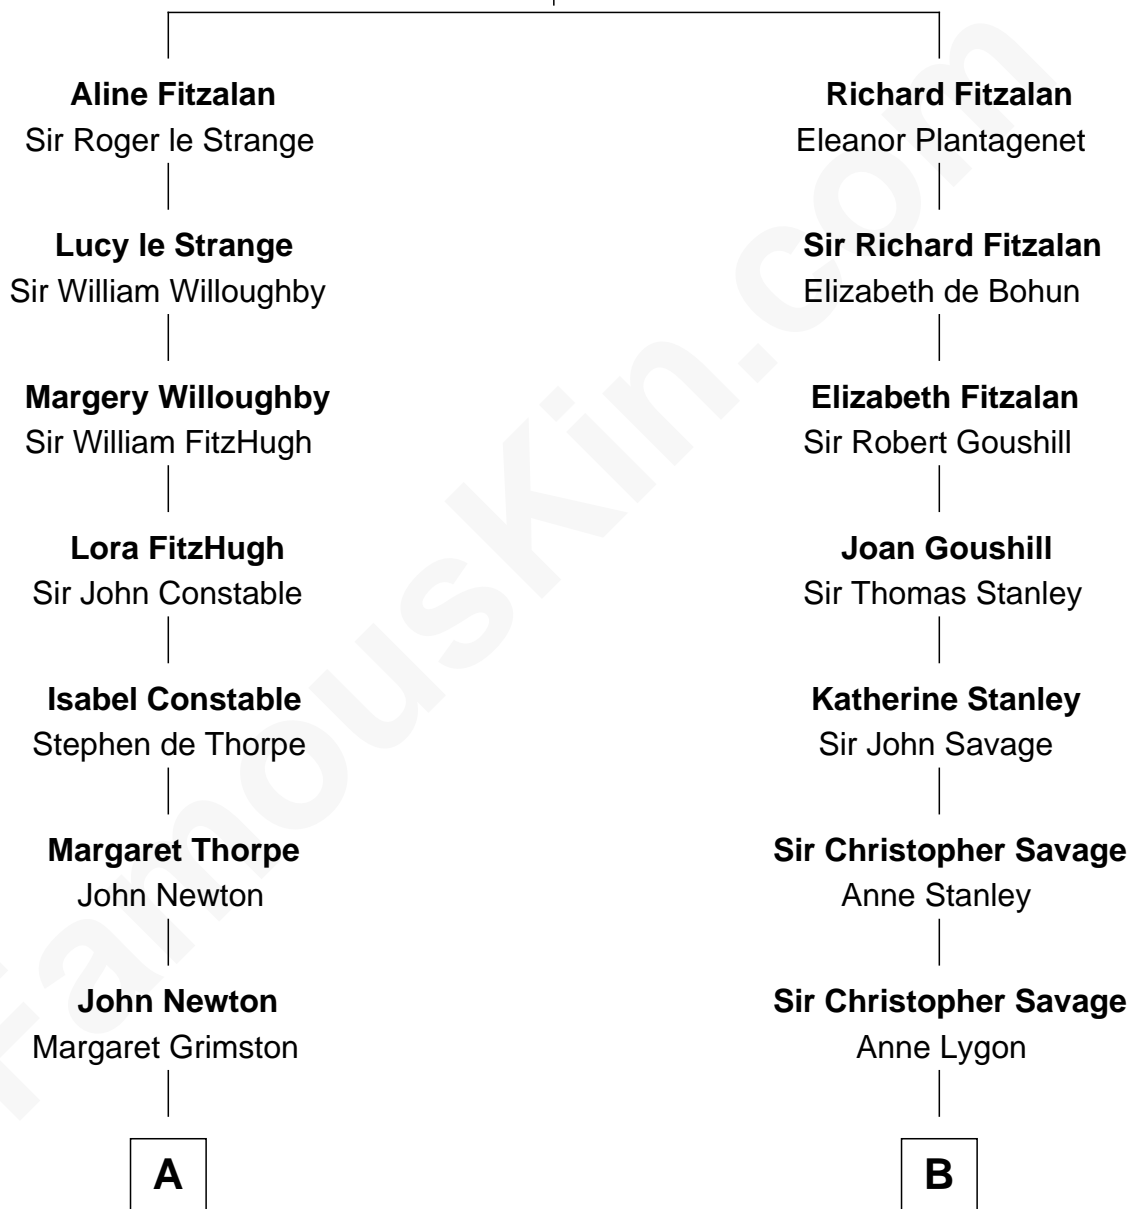 Aline Fitzalan
Sir Roger le Strange
Lucy le Strange
Sir William Willoughby
Margery Willoughby
Sir William FitzHugh
Lora FitzHugh
Sir John Constable
Isabel Constable
Stephen de Thorpe
Margaret Thorpe
John Newton
John Newton
Margaret Grimston
A
Richard Fitzalan
Eleanor Plantagenet
Sir Richard Fitzalan
Elizabeth de Bohun
Elizabeth Fitzalan
Sir Robert Goushill
Joan Goushill
Sir Thomas Stanley
Katherine Stanley
Sir John Savage
Sir Christopher Savage
Anne Stanley
Sir Christopher Savage
Anne Lygon
B
FamousKin.com